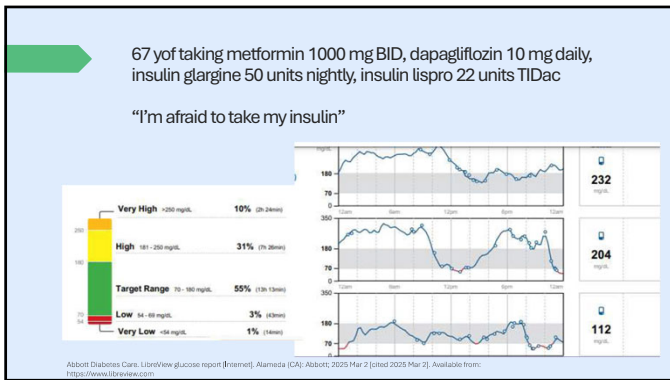 67 yof taking metformin 1000 mg BID, dapagliflozin 10 mg daily,
insulin glargine 50 units nightly, insulin lispro 22 units TIDac
“I’m afraid to take my insulin”
mg/dL
180
70
0
12am 6am 12pm 6pm 12am
232
mg/dL
350
180
70
0
12am 6am 12pm 6pm 12am
204
mg/dL
350
180
70
0
112
mg/dL
Very High >250 mg/dL 10% (2h 24min)
250
High 181 - 250 mg/dL 31% (7h 26min)
180
Target Range 70 - 180 mg/dL 55% (13h 13min)
Low 54 - 69 mg/dL 3% (43min)
70
54
Very Low <54 mg/dL 1% (14min)
Abbott Diabetes Care. LibreView glucose report [Internet]. Alameda (CA): Abbott; 2025 Mar 2 [cited 2025 Mar 2]. Available from:
https://www.libreview.com